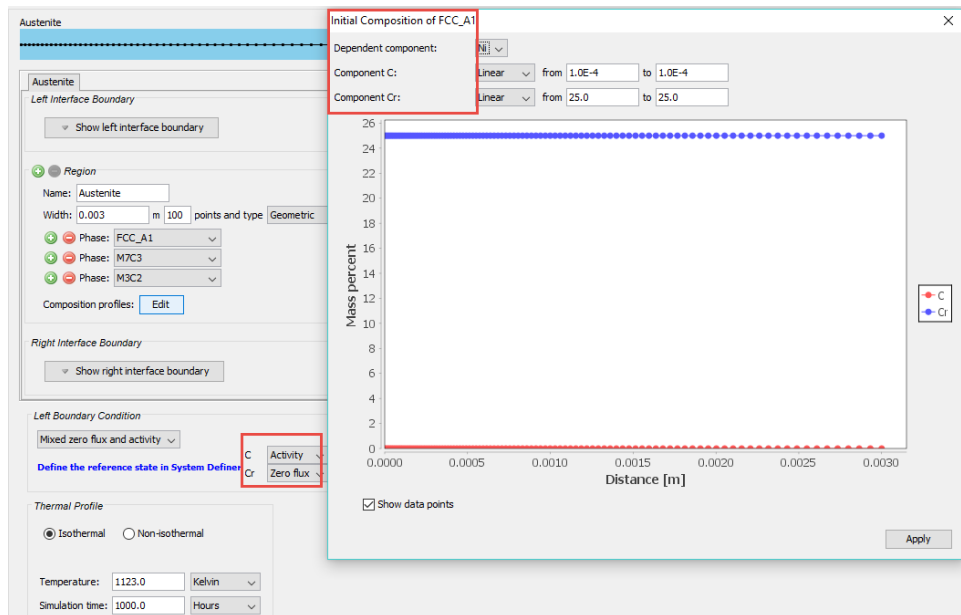 Austenite
Austenite
Left Interface Boundary
Show left interface boundary
Region
Name: Austenite
Width: 0.003 m 100 points and type Geometric
Phase: FCC_A1
Phase: M7C3
Phase: M3C2
Composition profiles: Edit
Right Interface Boundary
Show right interface boundary
Left Boundary Condition
Mixed zero flux and activity
Define the reference state in System Definer
C Activity
Cr Zero flux
Thermal Profile
Isothermal Non-isothermal
Temperature: 1123.0 Kelvin
Simulation time: 1000.0 Hours
Initial Composition of FCC_A1
Dependent component: Ni
Component C: Linear from 1.0E-4 to 1.0E-4
Component Cr: Linear from 25.0 to 25.0
26
24
22
20
18
16
14
12
10
8
6
4
2
0
Mass percent
0.0000 0.0005 0.0010 0.0015 0.0020 0.0025 0.0030
Distance [m]
C
Cr
Show data points
Apply